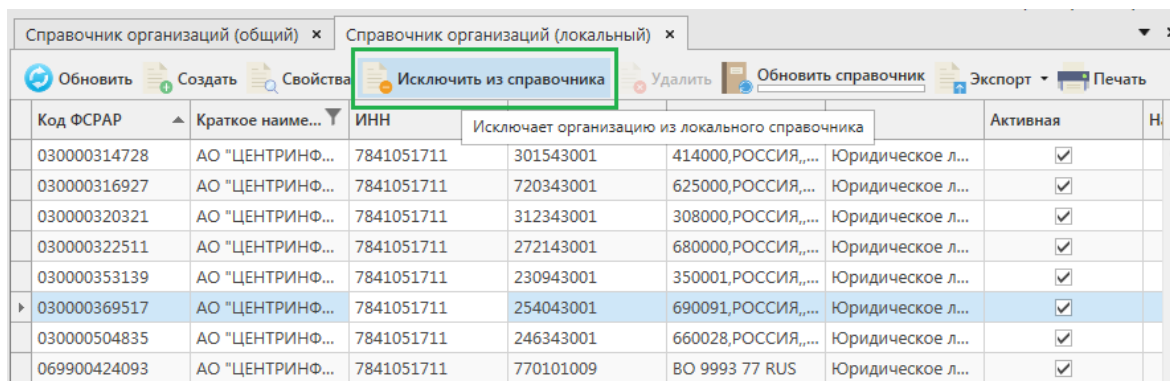 Справочник организаций (общий) × Справочник организаций (локальный) ×
Обновить Создать Свойства Исключить из справочника Удалить Обновить справочник Экспорт Печать
Код ФСРАР Краткое наиме... ИНН Активная
Исключает организацию из локального справочника
030000314728 АО "ЦЕНТРИНФ... 7841051711 301543001 414000,РОССИЯ,,... Юридическое л...
030000316927 АО "ЦЕНТРИНФ... 7841051711 720343001 625000,РОССИЯ,... Юридическое л...
030000320321 АО "ЦЕНТРИНФ... 7841051711 312343001 308000,РОССИЯ,,... Юридическое л...
030000322511 АО "ЦЕНТРИНФ... 7841051711 272143001 680000,РОССИЯ,,... Юридическое л...
030000353139 АО "ЦЕНТРИНФ... 7841051711 230943001 350001,РОССИЯ,,... Юридическое л...
030000369517 АО "ЦЕНТРИНФ... 7841051711 254043001 690091,РОССИЯ,,... Юридическое л...
030000504835 АО "ЦЕНТРИНФ... 7841051711 246343001 660028,РОССИЯ,,... Юридическое л...
069900424093 АО "ЦЕНТРИНФ... 7841051711 770101009 ВО 9993 77 RUS Юридическое л...